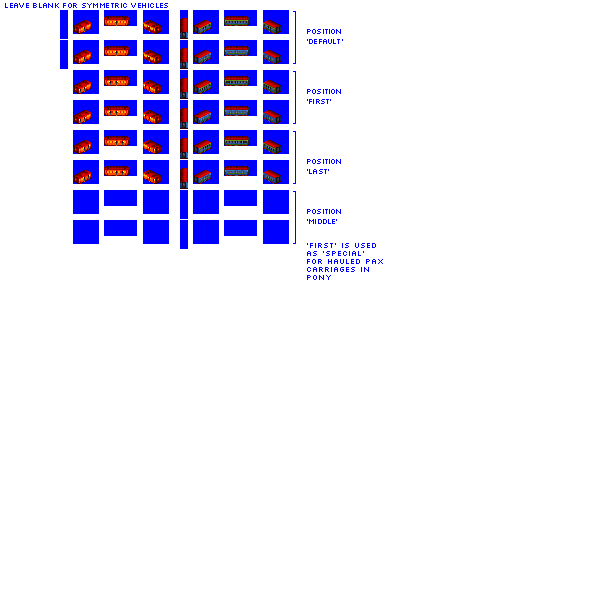 LEAVE BLANK FOR SYMMETRIC VEHICLES
POSITION
'DEFAULT'
POSITION
'FIRST'
POSITION
'LAST'
POSITION
'MIDDLE'
'FIRST' IS USED
AS 'SPECIAL'
FOR HAULED PAX
CARRIAGES IN
PONY